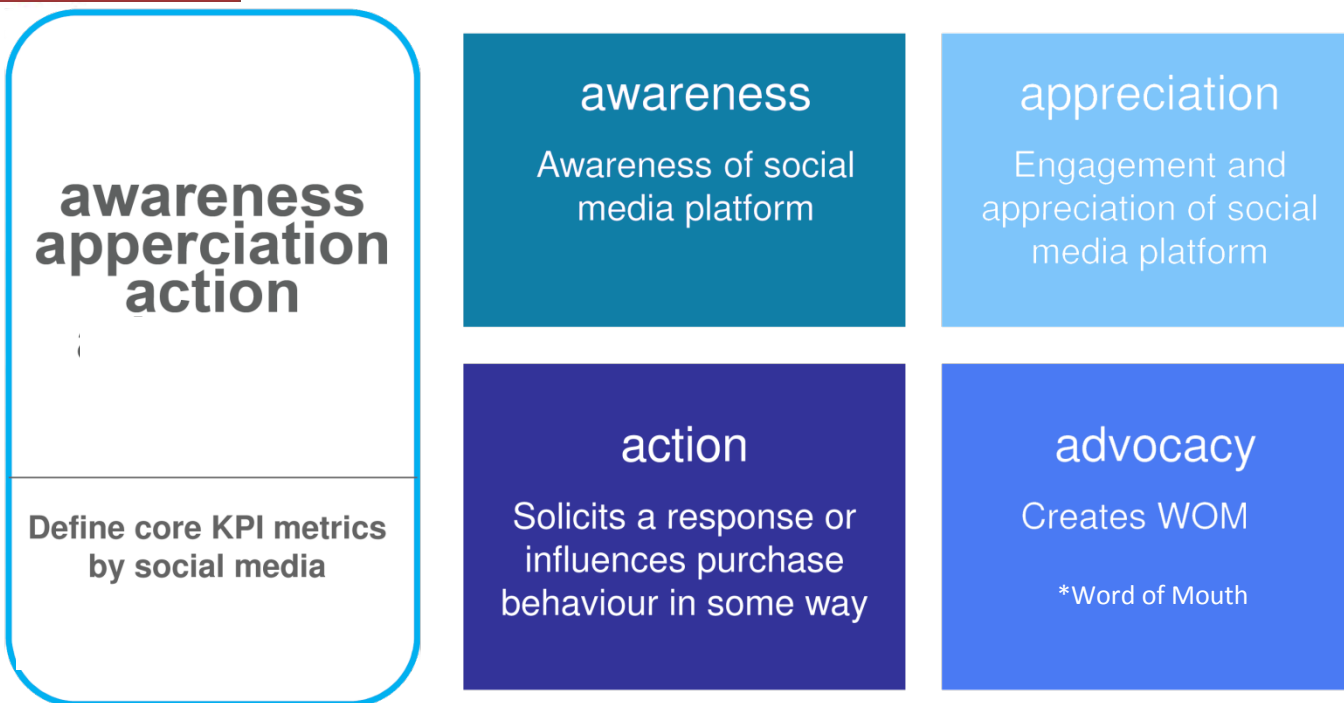 awareness
apperciation
action
Define core KPI metrics
by social media
awareness
Awareness of social
media platform
appreciation
Engagement and
appreciation of social
media platform
action
Solicits a response or
influences purchase
behaviour in some way
advocacy
Creates WOM
*Word of Mouth